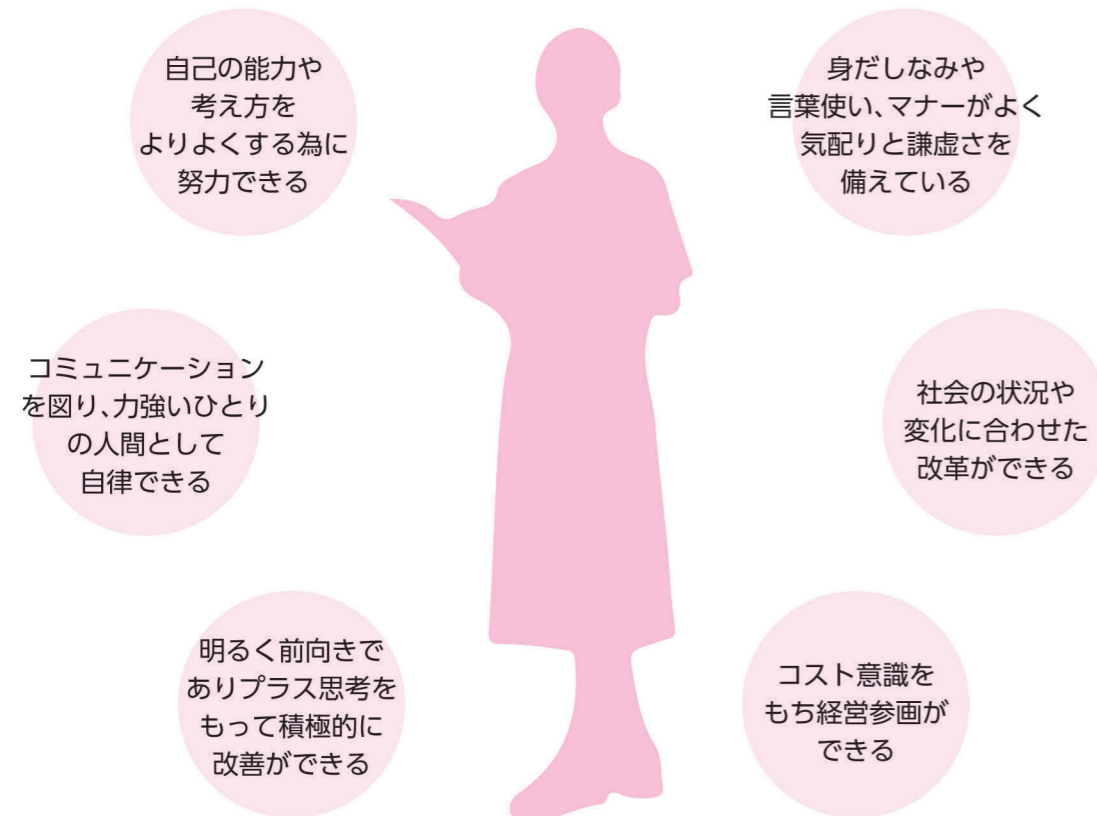 自己の能力や
考え方を
よりよくする為に
努力できる
身だしなみや
言葉使い、マナーがよく
気配りと謙虚さを
備えている
コミュニケーション
を図り、力強いひとり
の人間として
自律できる
社会の状況や
変化に合わせた
改革ができる
明るく前向きで
ありプラス思考を
もって積極的に
改善ができる
コスト意識を
もち経営参画が
できる